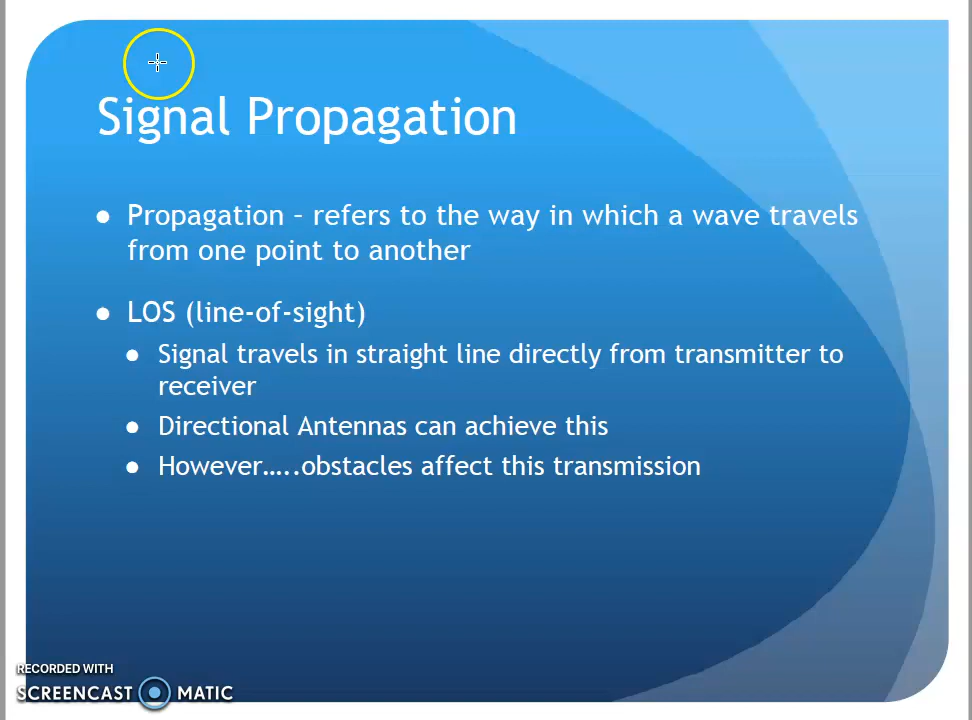 Signal Propagation
● Propagation – refers to the way in which a wave travels
from one point to another
● LOS (line-of-sight)
● Signal travels in straight line directly from transmitter to
receiver
● Directional Antennas can achieve this
● However…..obstacles affect this transmission
RECORDED WITH
SCREENCAST MATIC